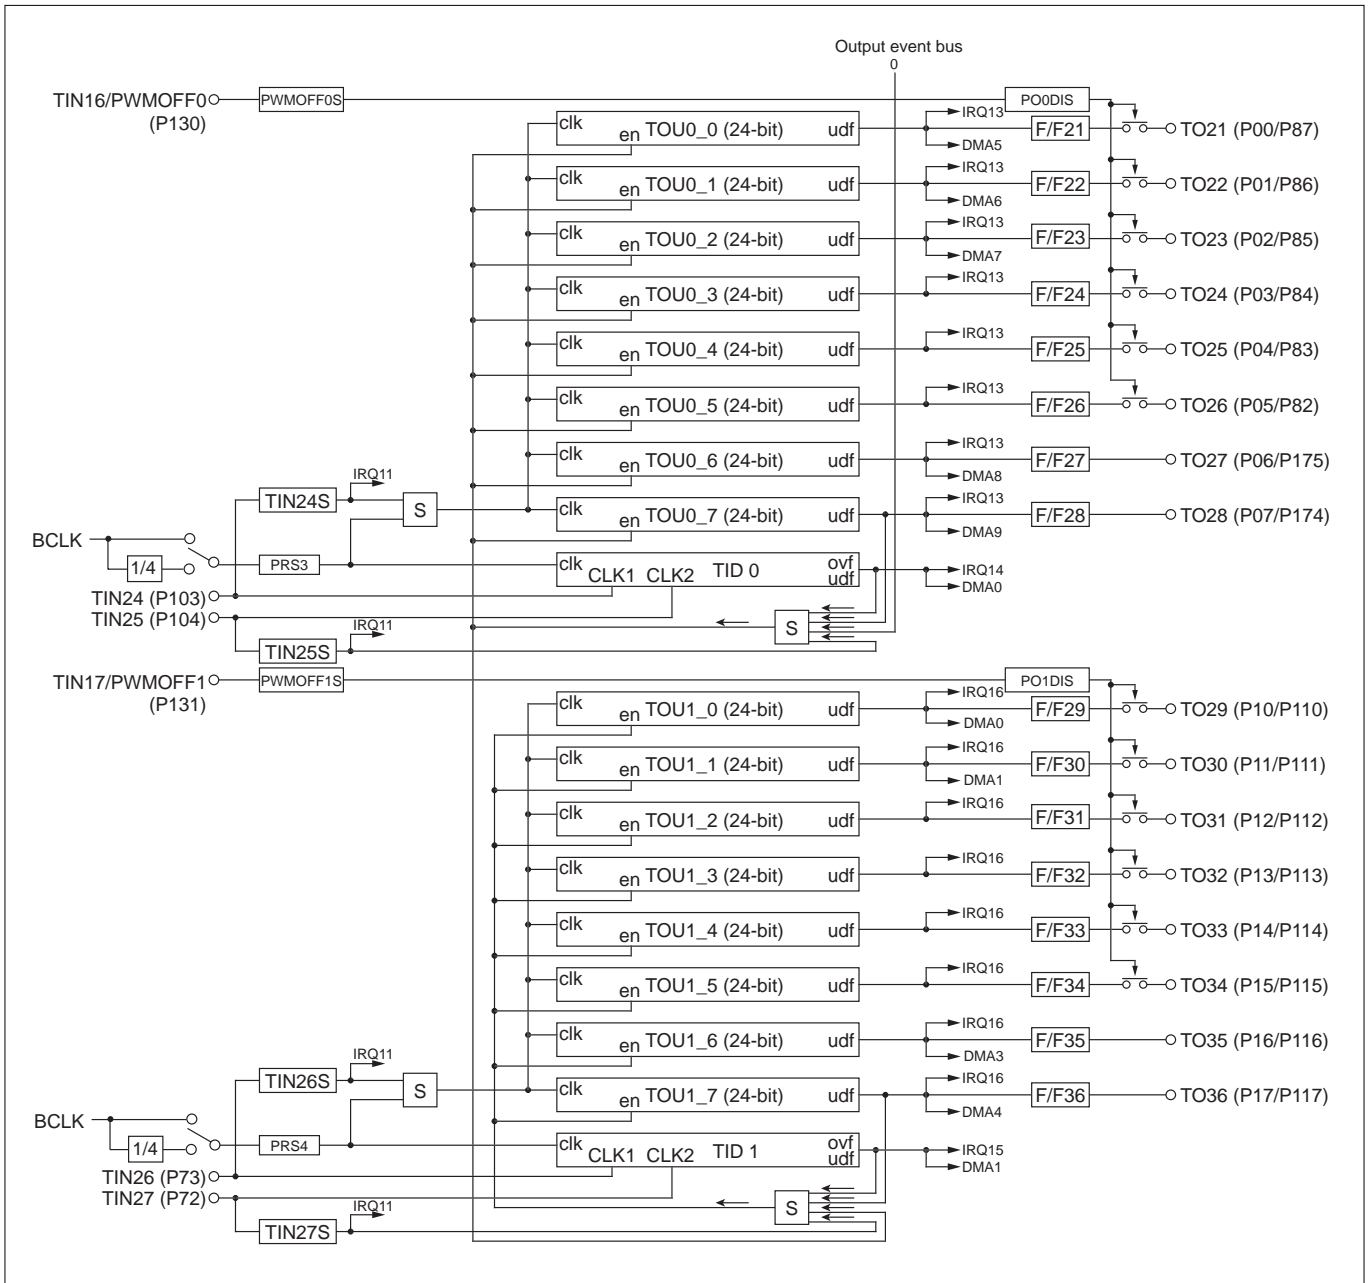 Output event bus
0
TIN16/PWMOFF0
(P130)
PWMOFF0S
PO0DIS
clk
en TOU0_0 (24-bit) udf
IRQ13
DMA5
F/F21
TO21 (P00/P87)
clk
en TOU0_1 (24-bit) udf
IRQ13
DMA6
F/F22
TO22 (P01/P86)
clk
en TOU0_2 (24-bit) udf
IRQ13
DMA7
F/F23
TO23 (P02/P85)
clk
en TOU0_3 (24-bit) udf
IRQ13
F/F24
TO24 (P03/P84)
clk
en TOU0_4 (24-bit) udf
IRQ13
F/F25
TO25 (P04/P83)
clk
en TOU0_5 (24-bit) udf
IRQ13
F/F26
TO26 (P05/P82)
clk
en TOU0_6 (24-bit) udf
IRQ13
DMA8
F/F27
TO27 (P06/P175)
TIN24S
IRQ11
S
clk
en TOU0_7 (24-bit) udf
IRQ13
DMA9
F/F28
TO28 (P07/P174)
BCLK
1/4
PRS3
clk
CLK1 CLK2 TID 0
ovf
udf
IRQ14
DMA0
TIN24 (P103)
TIN25 (P104)
IRQ11
TIN25S
S
TIN17/PWMOFF1
(P131)
PWMOFF1S
PO1DIS
clk
en TOU1_0 (24-bit) udf
IRQ16
DMA0
F/F29
TO29 (P10/P110)
clk
en TOU1_1 (24-bit) udf
IRQ16
DMA1
F/F30
TO30 (P11/P111)
clk
en TOU1_2 (24-bit) udf
IRQ16
F/F31
TO31 (P12/P112)
clk
en TOU1_3 (24-bit) udf
IRQ16
F/F32
TO32 (P13/P113)
clk
en TOU1_4 (24-bit) udf
IRQ16
F/F33
TO33 (P14/P114)
clk
en TOU1_5 (24-bit) udf
IRQ16
F/F34
TO34 (P15/P115)
clk
en TOU1_6 (24-bit) udf
IRQ16
DMA3
F/F35
TO35 (P16/P116)
TIN26S
IRQ11
S
clk
en TOU1_7 (24-bit) udf
IRQ16
DMA4
F/F36
TO36 (P17/P117)
BCLK
1/4
PRS4
clk
CLK1 CLK2 TID 1
ovf
udf
IRQ15
DMA1
TIN26 (P73)
TIN27 (P72)
IRQ11
TIN27S
S